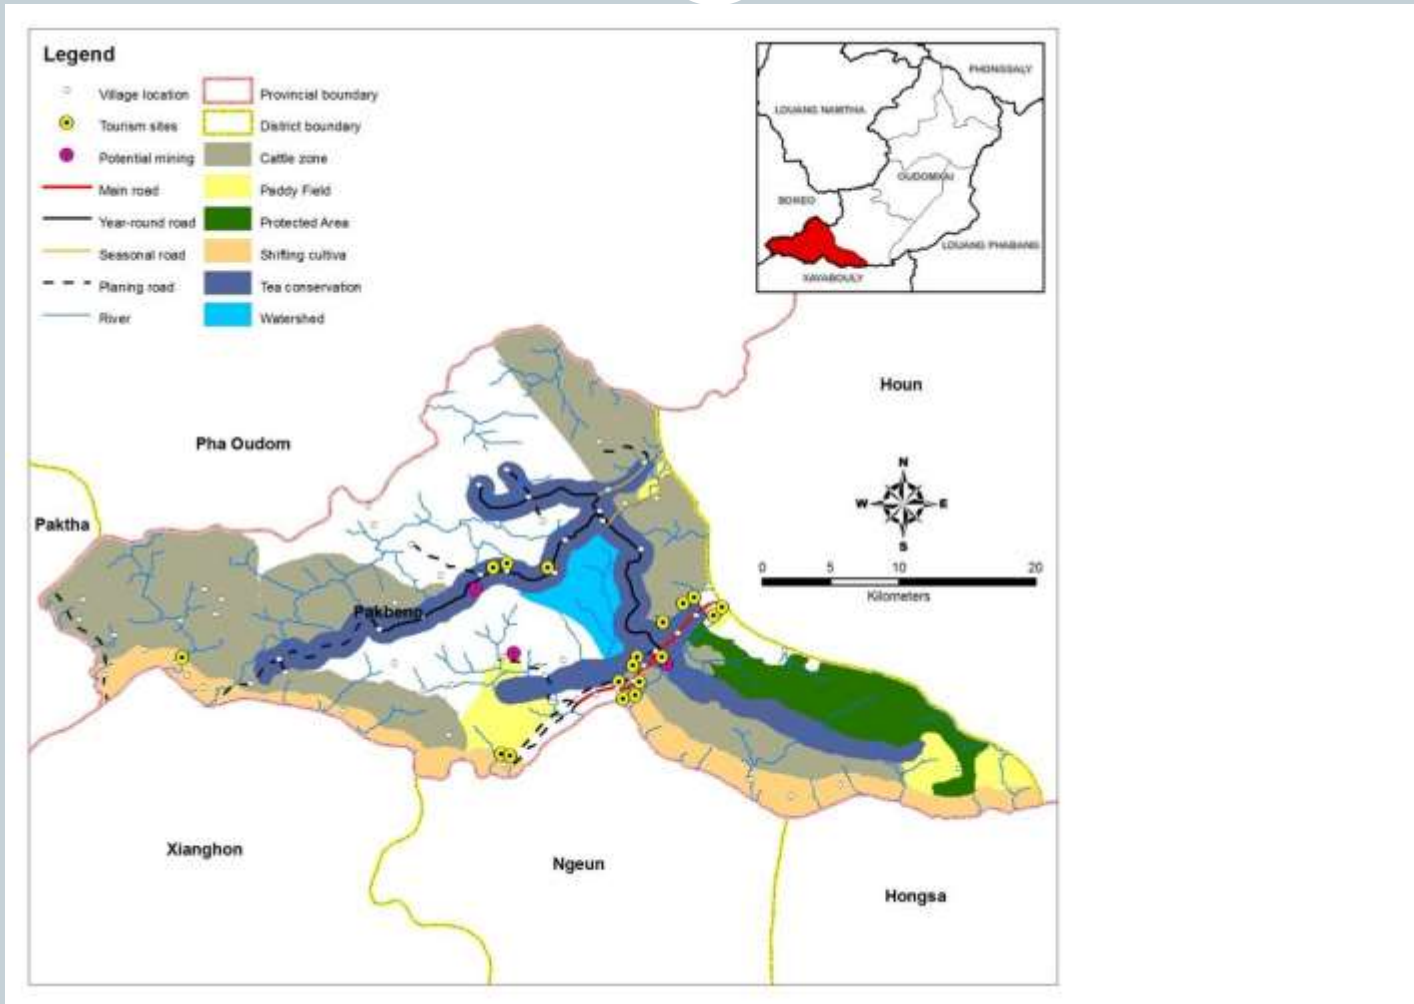 Legend
Village location
Tourism sites
Potential mining
Main road
Year-round road
Seasonal road
Planing road
River
Provincial boundary
District boundary
Cattle zone
Paddy Field
Protected Area
Shifting cultiva
Tea conservation
Watershed
PHONGSALY
LOUANG NAMTHA
OUDOMXAI
BOKEO
LOUANG PHABANG
XAYABOULY
Houn
Pha Oudom
Paktha
N
W E
S
0 5 10 20
Kilometers
Pakbeng
Xianghon
Ngeun
Hongsa